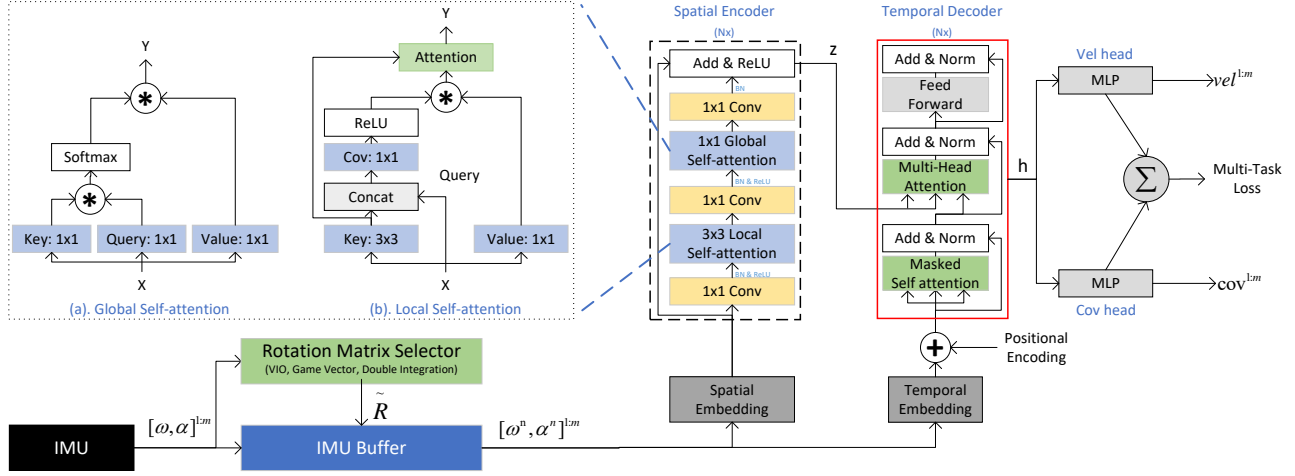 Y
*
Softmax
*
Key: 1x1
Query: 1x1
Value: 1x1
X
(a). Global Self-attention
Y
Attention
*
ReLU
Cov: 1x1
Query
Concat
Key: 3x3
Value: 1x1
X
(b). Local Self-attention
Spatial Encoder
(Nx)
Add & ReLU
BN
1x1 Conv
1x1 Global
Self-attention
BN & ReLU
1x1 Conv
3x3 Local
Self-attention
BN & ReLU
1x1 Conv
z
Temporal Decoder
(Nx)
Add & Norm
Feed
Forward
Add & Norm
Multi-Head
Attention
Add & Norm
Masked
Self attention
h
Vel head
MLP
vel^{1:m}
Σ
Multi-Task
Loss
MLP
cov^{1:m}
Cov head
+
Positional
Encoding
Spatial
Embedding
Temporal
Embedding
Rotation Matrix Selector
(VIO, Game Vector, Double Integration)
R̃
IMU
[ω,α]^{1:m}
IMU Buffer
[ω^n,α^n]^{1:m}